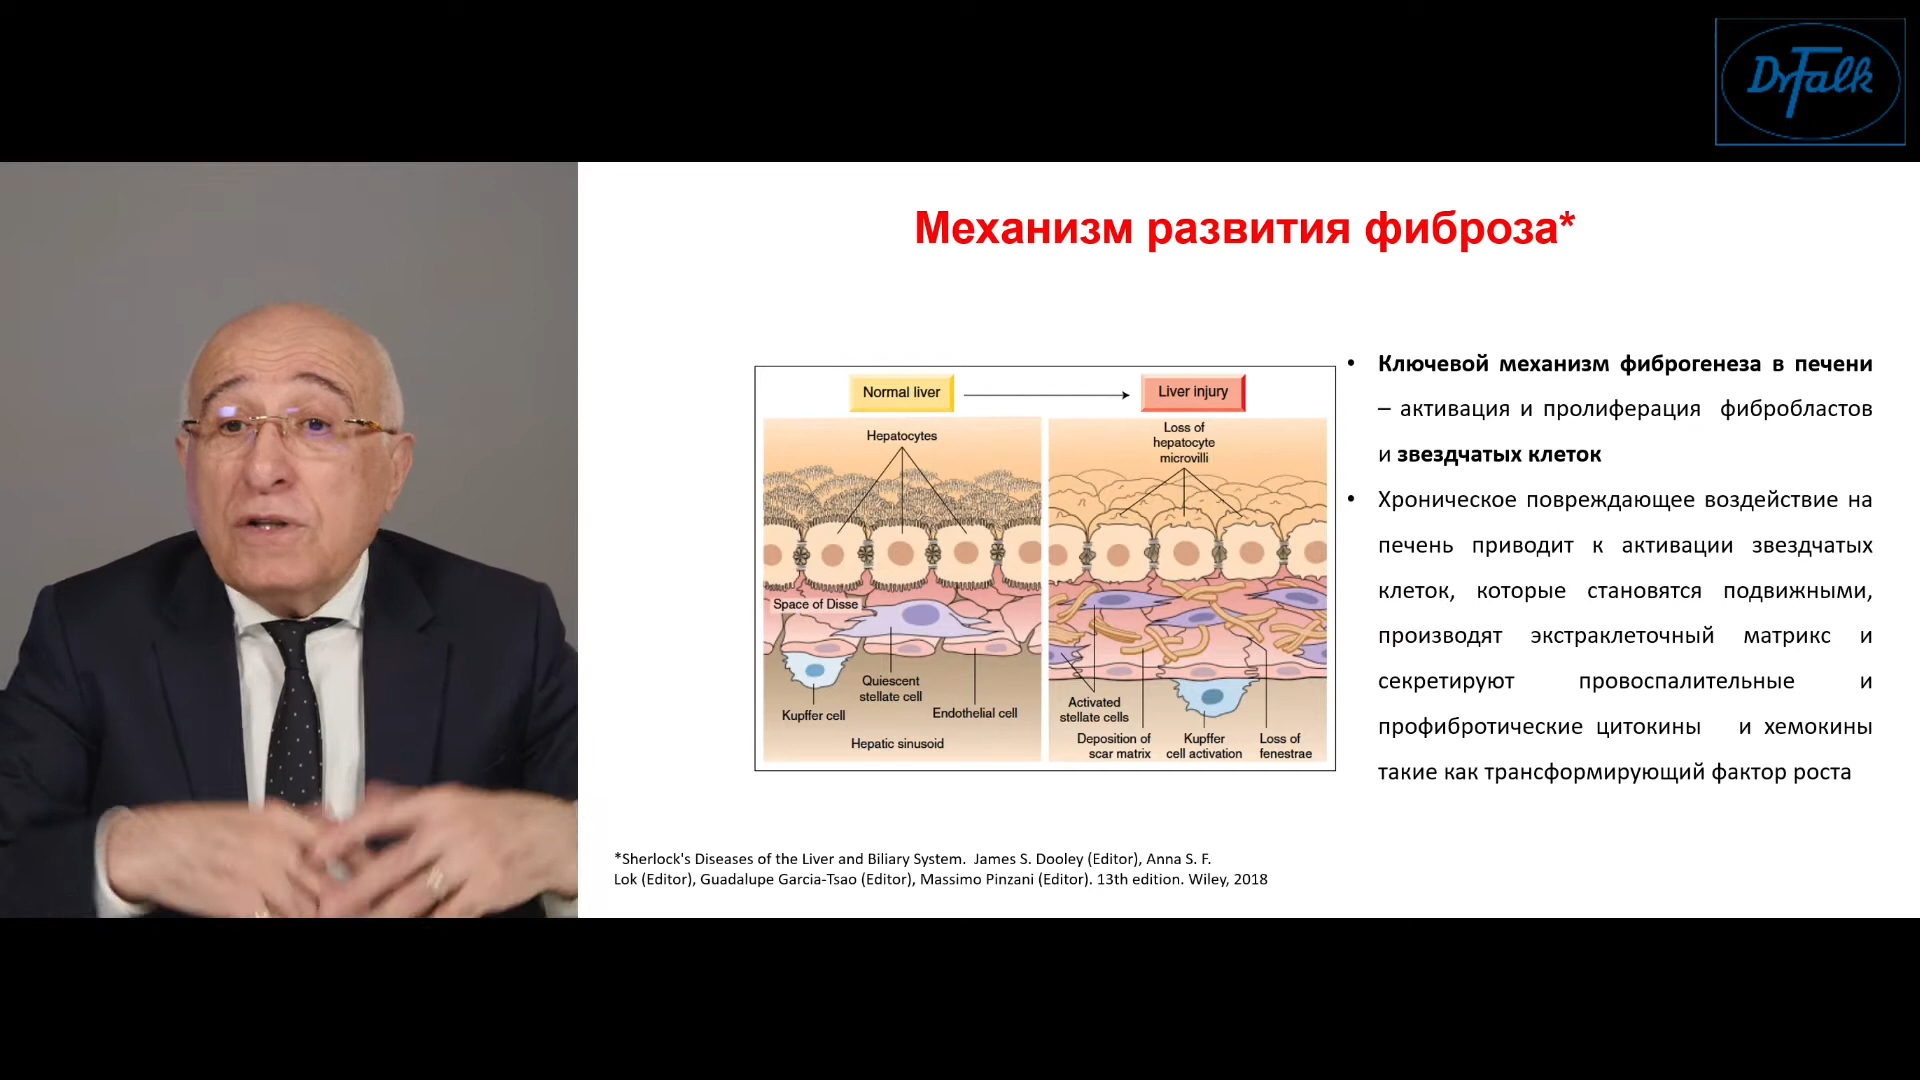 Dr Falk
Механизм развития фиброза*
Normal liver
Liver injury
Hepatocytes
Space of Disse
Quiescent
stellate cell
Kupffer cell
Endothelial cell
Hepatic sinusoid
Loss of
hepatocyte
microvilli
Activated
stellate cells
Deposition of
scar matrix
Kupffer
cell activation
Loss of
fenestrae
• Ключевой механизм фиброгенеза в печени
– активация и пролиферация фибробластов
и звездчатых клеток
• Хроническое повреждающее воздействие на
печень приводит к активации звездчатых
клеток, которые становятся подвижными,
производят экстраклеточный матрикс и
секретируют провоспалительные и
профибротические цитокины и хемокины
такие как трансформирующий фактор роста
*Sherlock's Diseases of the Liver and Biliary System. James S. Dooley (Editor), Anna S. F.
Lok (Editor), Guadalupe Garcia-Tsao (Editor), Massimo Pinzani (Editor). 13th edition. Wiley, 2018